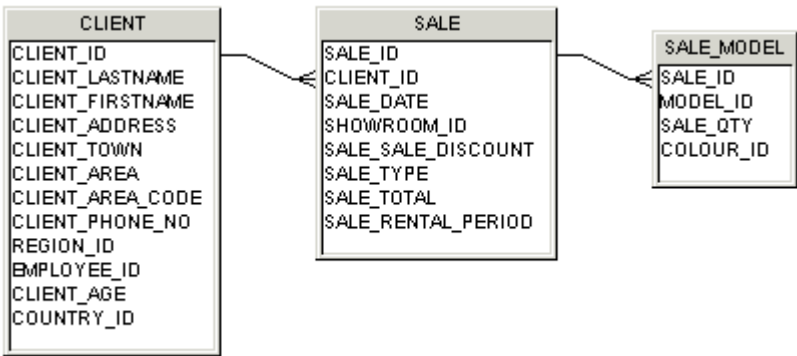 CLIENT
CLIENT_ID
CLIENT_LASTNAME
CLIENT_FIRSTNAME
CLIENT_ADDRESS
CLIENT_TOWN
CLIENT_AREA
CLIENT_AREA_CODE
CLIENT_PHONE_NO
REGION_ID
EMPLOYEE_ID
CLIENT_AGE
COUNTRY_ID
SALE
SALE_ID
CLIENT_ID
SALE_DATE
SHOWROOM_ID
SALE_SALE_DISCOUNT
SALE_TYPE
SALE_TOTAL
SALE_RENTAL_PERIOD
SALE_MODEL
SALE_ID
MODEL_ID
SALE_QTY
COLOUR_ID